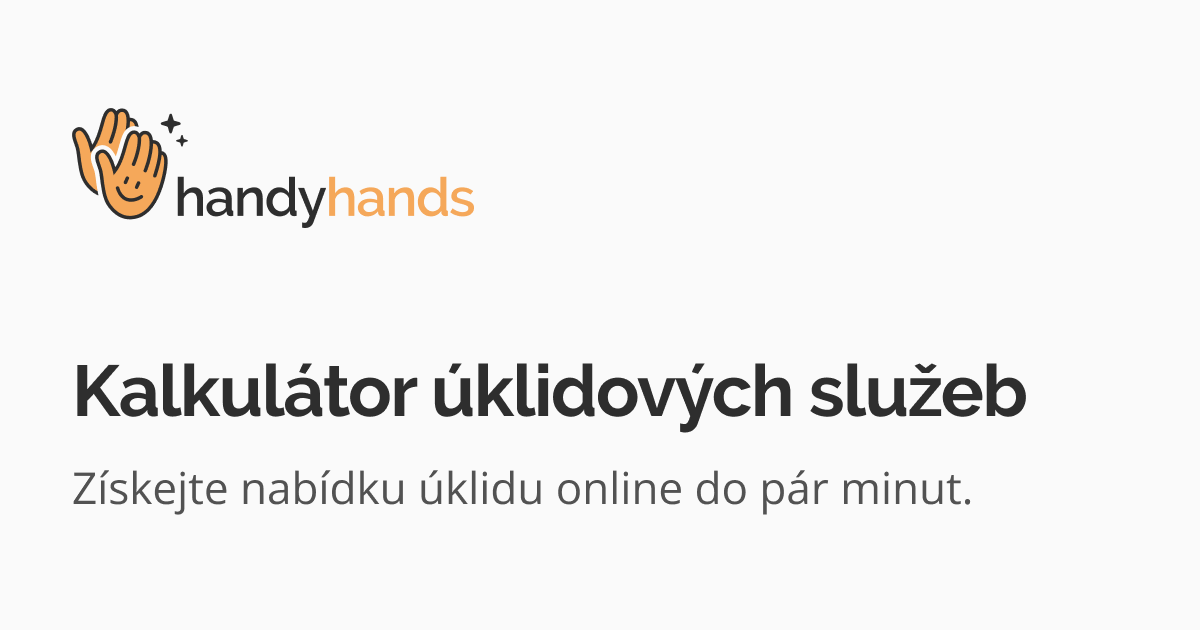 handyhands
Kalkulátor úklidových služeb
Získejte nabídku úklidu online do pár minut.